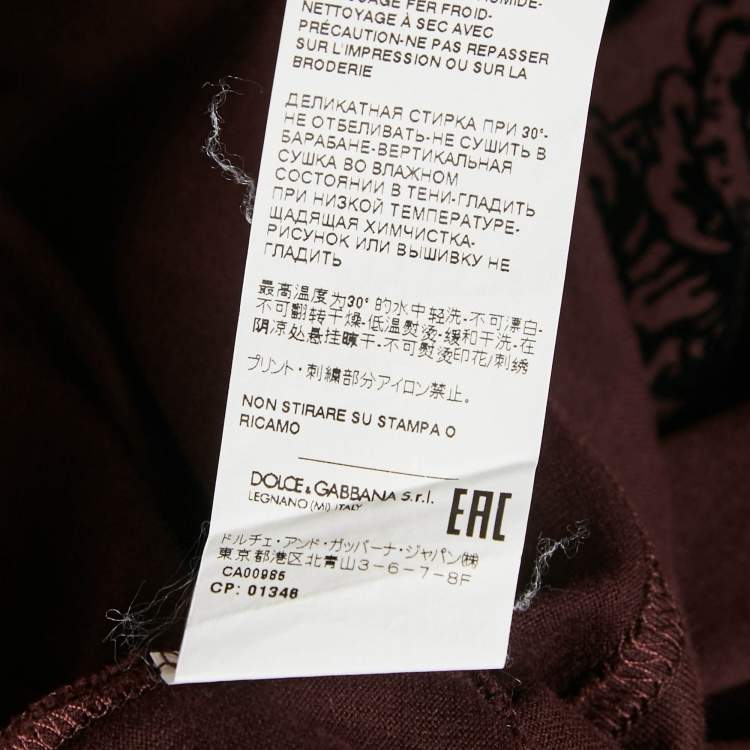 FER FROID-
NETTOYAGE À SEC AVEC
PRÉCAUTION-NE PAS REPASSER
SUR L'IMPRESSION OU SUR LA
BRODERIE
ДЕЛИКАТНАЯ СТИРКА ПРИ 30°-
НЕ ОТБЕЛИВАТЬ-НЕ СУШИТЬ В
БАРАБАНЕ-ВЕРТИКАЛЬНАЯ
СУШКА ВО ВЛАЖНОМ
СОСТОЯНИИ В ТЕНИ-ГЛАДИТЬ
ПРИ НИЗКОЙ ТЕМПЕРАТУРЕ-
ЩАДЯЩАЯ ХИМЧИСТКА-
РИСУНОК ИЛИ ВЫШИВКУ НЕ
ГЛАДИТЬ
最高温度为30°的水中轻洗-不可漂白-
不可翻转干燥-低温熨烫-缓和干洗-在
阴凉处悬挂晾干-不可熨烫印花/刺绣
プリント・刺繍部分アイロン禁止。
NON STIRARE SU STAMPA O
RICAMO
DOLCE & GABBANA S.r.l.
LEGNANO (MI) ITALY
EAC
ドルチェ・アンド・ガッバーナ・ジャパン㈱
東京都港区北青山3-6-7-8F
CA00985
CP: 01346